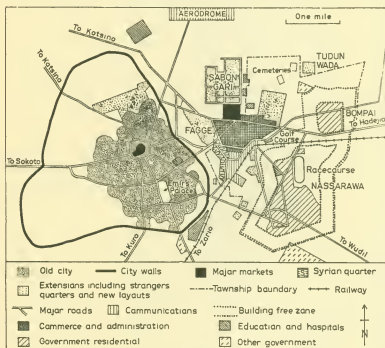 AERODROME
One mile
To Katsina
To Katsina
TUDUN WADA
Cemeteries
SABON GARI
BOMPAI
To Hadejia
FAGGE
Golf Course
To Sokoto
Racecourse
Emir's Palace
NASSARAWA
To Kura
To Zaria
To Wudil
Old city
City walls
Major markets
Syrian quarter
Extensions including strangers quarters and new layouts
Township boundary
Railway
Major roads
Communications
Building free zone
Commerce and administration
Education and hospitals
Government residential
Other government
N